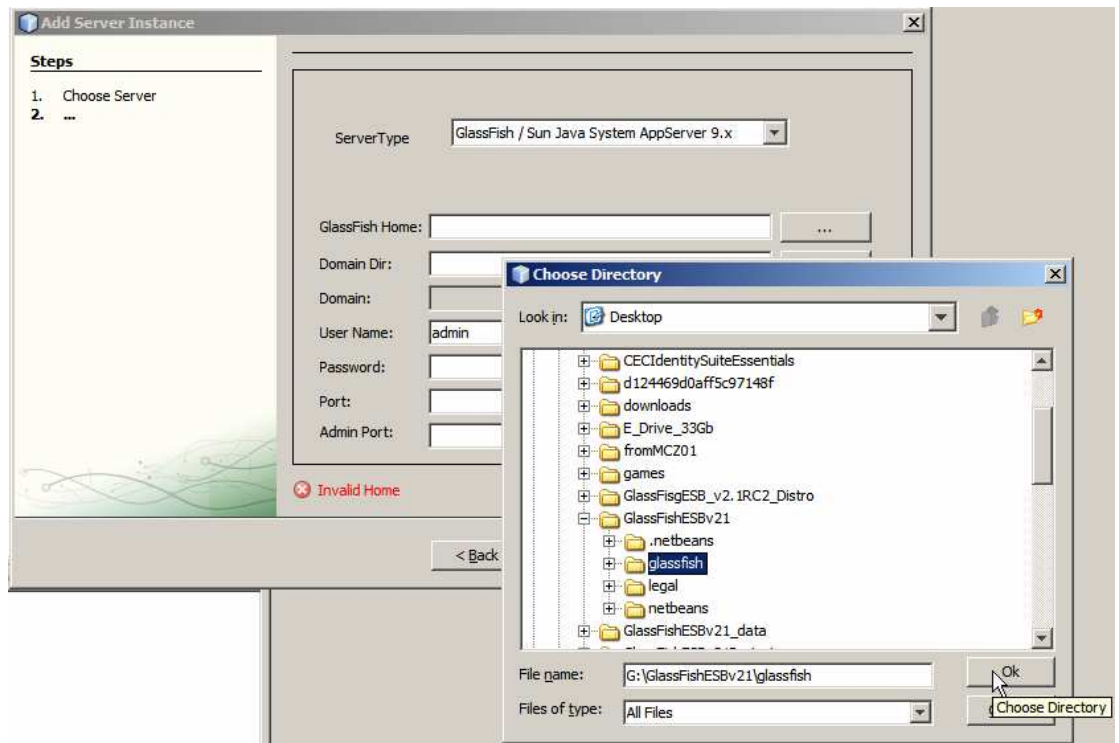 Add Server Instance
Steps
1. Choose Server
2. ...
ServerType
GlassFish / Sun Java System AppServer 9.x
GlassFish Home:
...
Domain Dir:
Domain:
User Name:
admin
Password:
Port:
Admin Port:
Invalid Home
< Back
Choose Directory
Look in:
Desktop
CECIdentitySuiteEssentials
d124469d0aff5c97148f
downloads
E_Drive_33Gb
fromMCZ01
games
GlassFisgESB_v2.1RC2_Distro
GlassFishESBv21
.netbeans
glassfish
legal
netbeans
GlassFishESBv21_data
File name:
G:\GlassFishESBv21\glassfish
Ok
Files of type:
All Files
Choose Directory